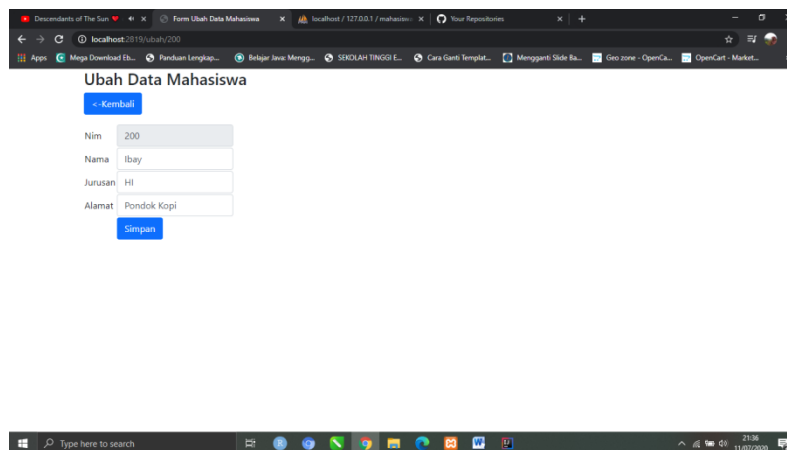 Descendants of The Sun
Form Ubah Data Mahasiswa
localhost / 127.0.0.1 / mahasisw
Your Repositories
localhost:2819/ubah/200
Apps
Mega Download Eb...
Panduan Lengkap...
Belajar Java: Mengg...
SEKOLAH TINGGI E...
Cara Ganti Templat...
Mengganti Slide Ba...
Geo zone - OpenCa...
OpenCart - Market...
Ubah Data Mahasiswa
<-Kembali
Nim 200
Nama Ibay
Jurusan HI
Alamat Pondok Kopi
Simpan
Type here to search
21:36
11/07/2020